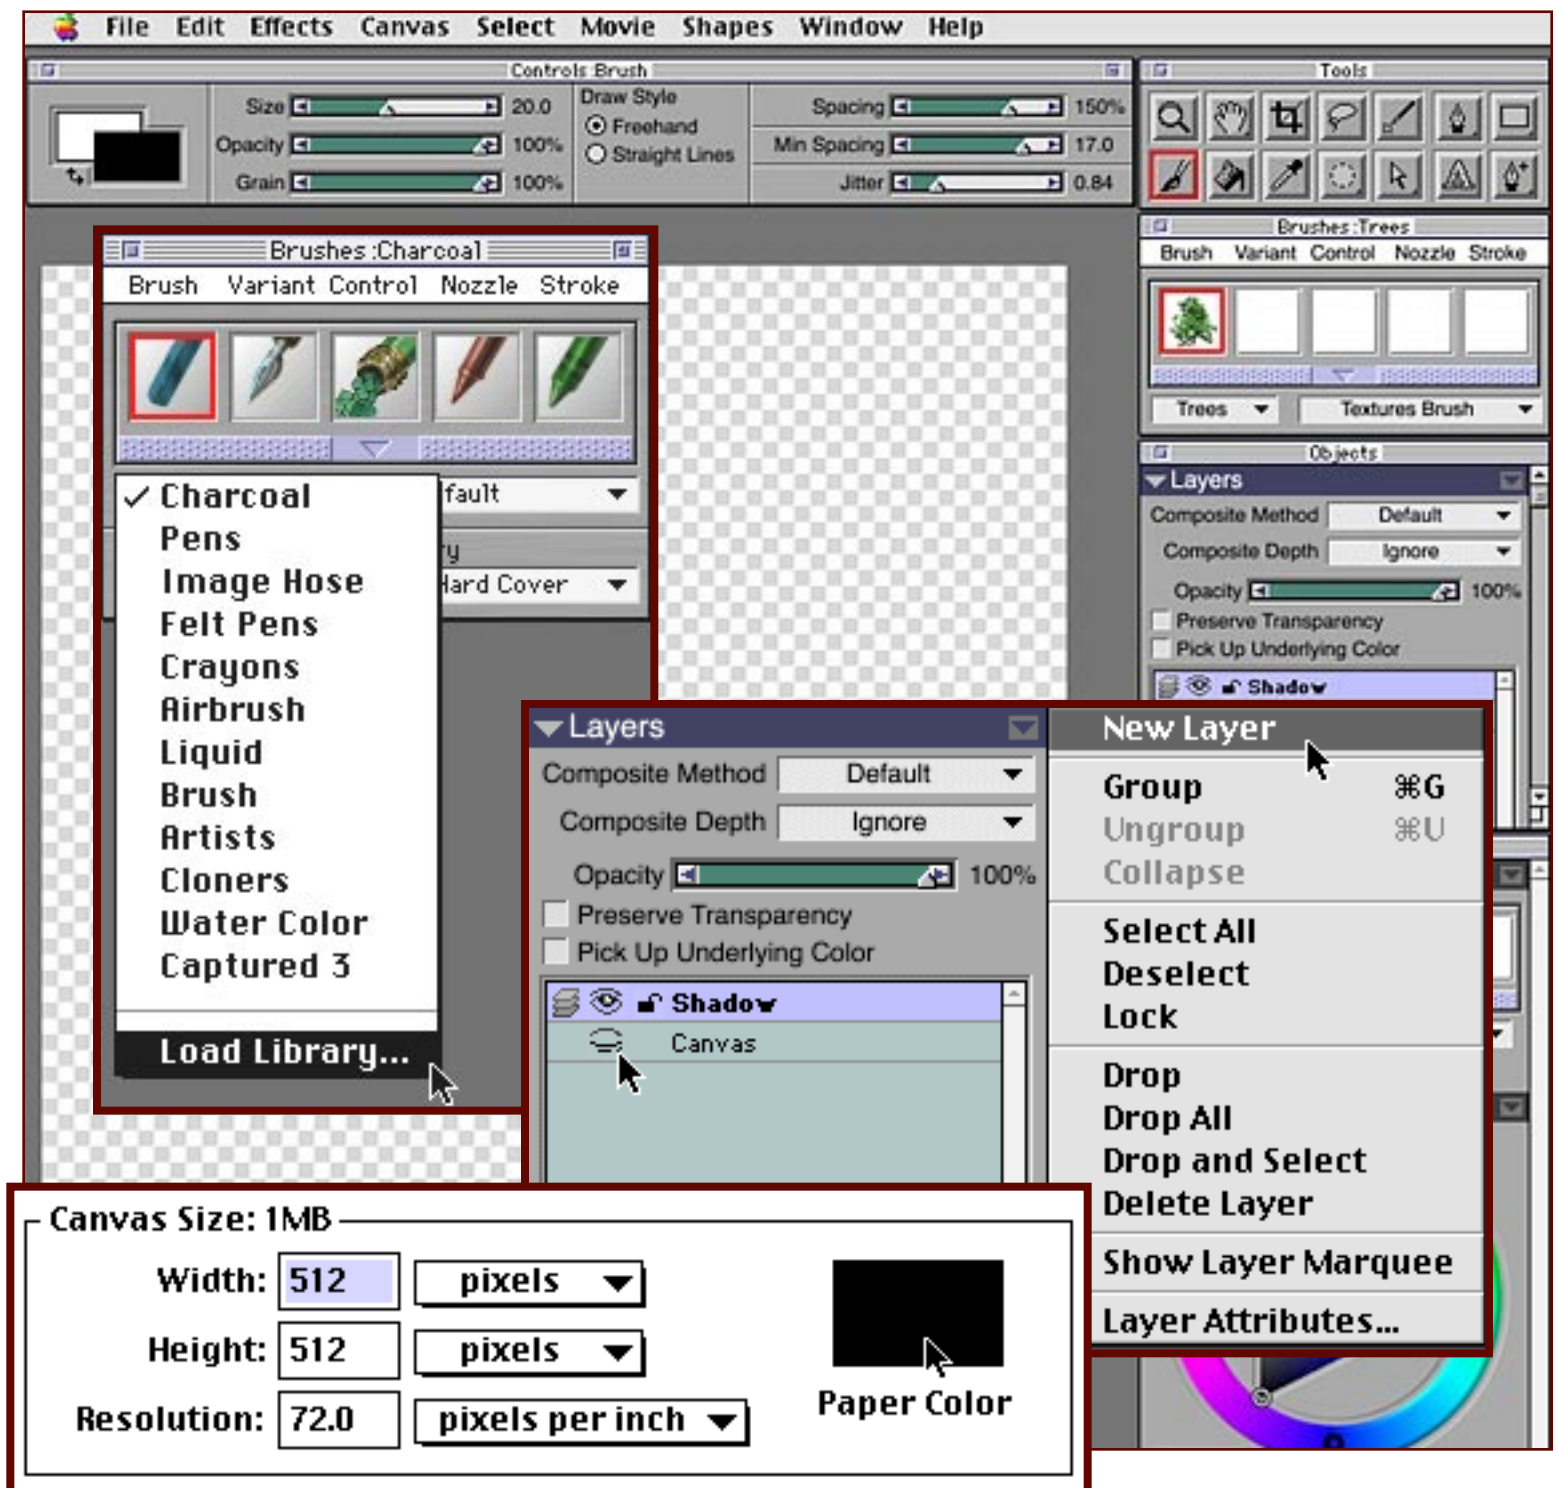 File Edit Effects Canvas Select Movie Shapes Window Help
Controls:Brush
Size 20.0
Opacity 100%
Grain 100%
Draw Style
Freehand
Straight Lines
Spacing 150%
Min Spacing 17.0
Jitter 0.84
Tools
Brushes:Trees
Brush Variant Control Nozzle Stroke
Trees Textures Brush
Objects
Layers
Composite Method Default
Composite Depth Ignore
Opacity 100%
Preserve Transparency
Pick Up Underlying Color
Shadow
Brushes:Charcoal
Brush Variant Control Nozzle Stroke
fault
ry
Hard Cover
✓ Charcoal
Pens
Image Hose
Felt Pens
Crayons
Airbrush
Liquid
Brush
Artists
Cloners
Water Color
Captured 3
Load Library...
Layers
Composite Method Default
Composite Depth Ignore
Opacity 100%
Preserve Transparency
Pick Up Underlying Color
Shadow
Canvas
New Layer
Group ⌘G
Ungroup ⌘U
Collapse
Select All
Deselect
Lock
Drop
Drop All
Drop and Select
Delete Layer
Show Layer Marquee
Layer Attributes...
Canvas Size: 1MB
Width: 512 pixels
Height: 512 pixels
Resolution: 72.0 pixels per inch
Paper Color